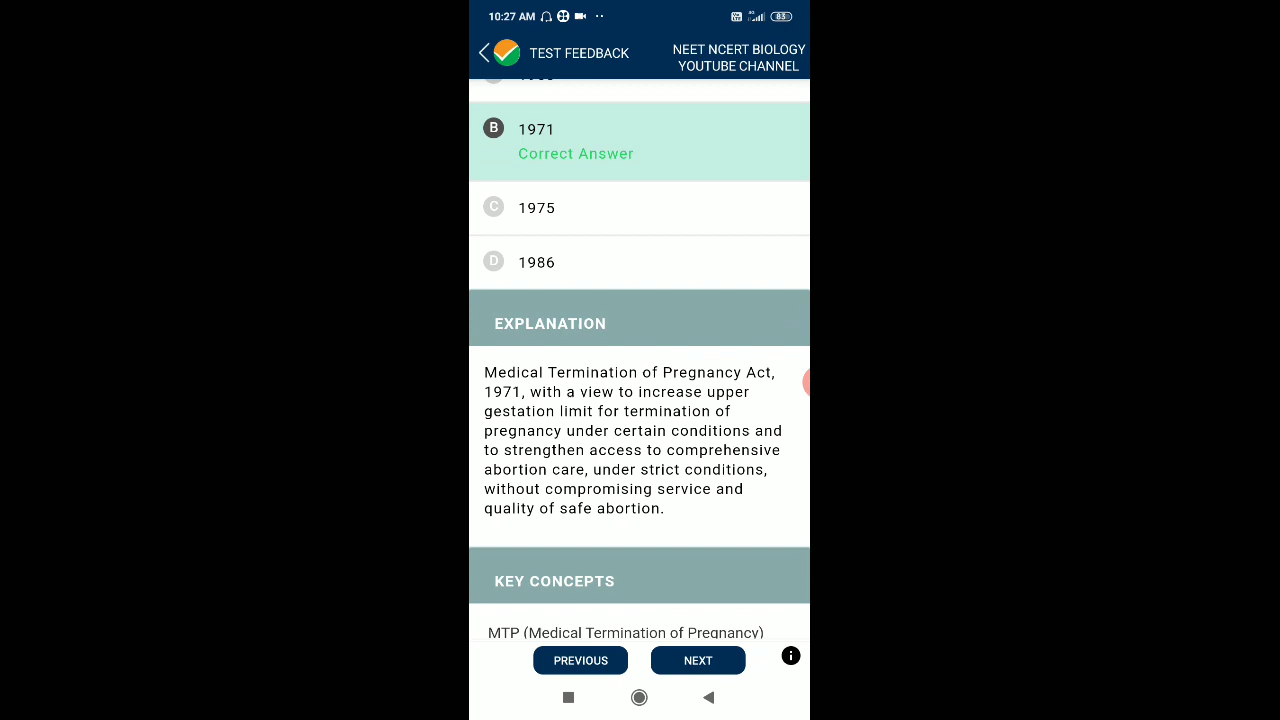 10:27 AM
83
TEST FEEDBACK
NEET NCERT BIOLOGY
YOUTUBE CHANNEL
B
1971
Correct Answer
C
1975
D
1986
EXPLANATION
Medical Termination of Pregnancy Act,
1971, with a view to increase upper
gestation limit for termination of
pregnancy under certain conditions and
to strengthen access to comprehensive
abortion care, under strict conditions,
without compromising service and
quality of safe abortion.
KEY CONCEPTS
MTP (Medical Termination of Pregnancy)
PREVIOUS
NEXT